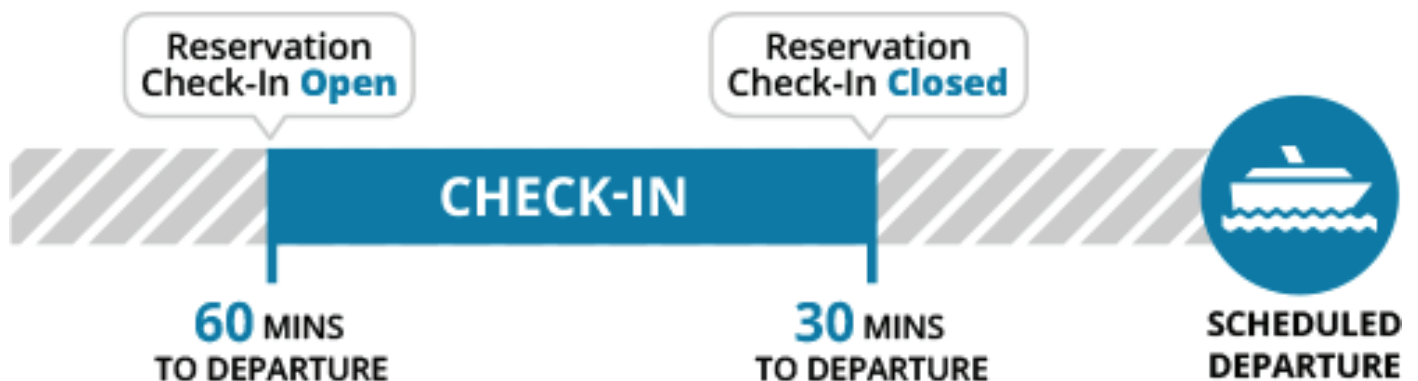 Reservation
Check-In Open
Reservation
Check-In Closed
CHECK-IN
60 MINS
TO DEPARTURE
30 MINS
TO DEPARTURE
SCHEDULED
DEPARTURE